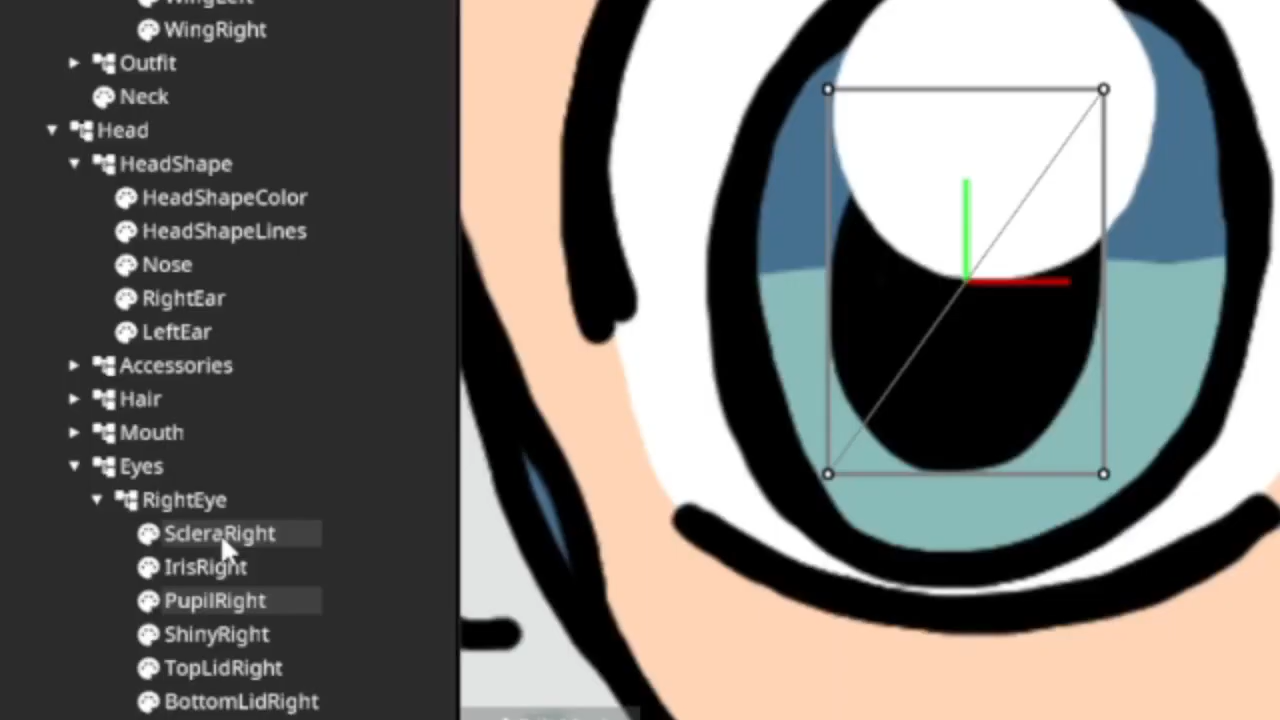 WingLeft
WingRight
Outfit
Neck
Head
HeadShape
HeadShapeColor
HeadShapeLines
Nose
RightEar
LeftEar
Accessories
Hair
Mouth
Eyes
RightEye
ScleraRight
IrisRight
PupilRight
ShinyRight
TopLidRight
BottomLidRight